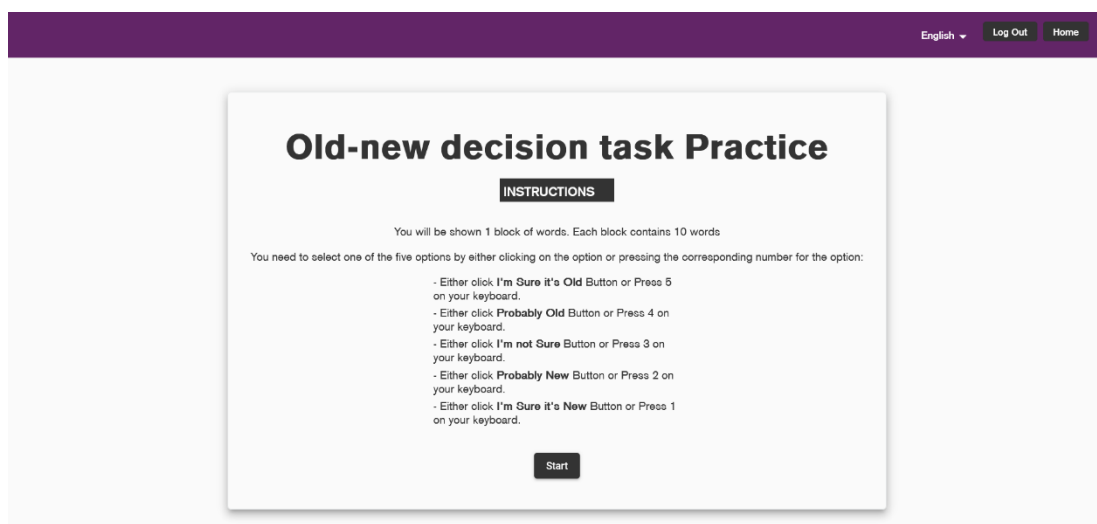 English Log Out Home
Old-new decision task Practice
INSTRUCTIONS
You will be shown 1 block of words. Each block contains 10 words
You need to select one of the five options by either clicking on the option or pressing the corresponding number for the option:
- Either click I'm Sure it's Old Button or Press 5
on your keyboard.
- Either click Probably Old Button or Press 4 on
your keyboard.
- Either click I'm not Sure Button or Press 3 on
your keyboard.
- Either click Probably New Button or Press 2 on
your keyboard.
- Either click I'm Sure it's New Button or Press 1
on your keyboard.
Start